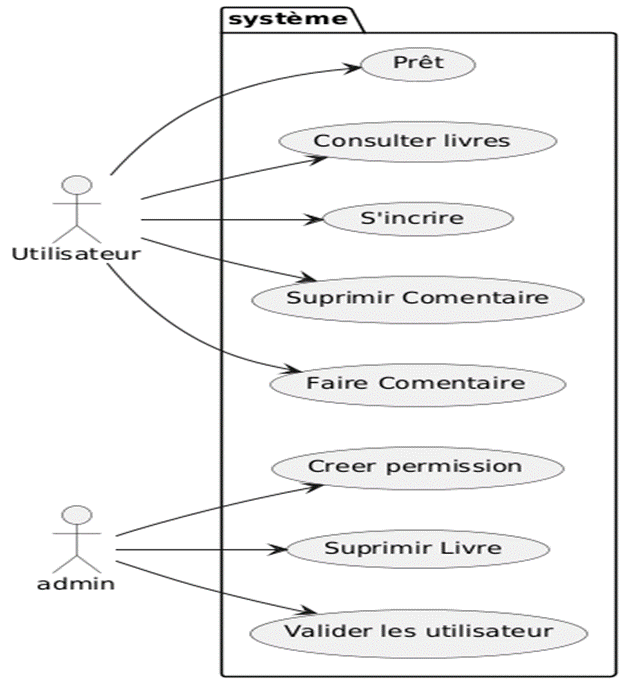 système
Prêt
Consulter livres
S'incrire
Utilisateur
Suprimir Comentaire
Faire Comentaire
Creer permission
Suprimir Livre
admin
Valider les utilisateur